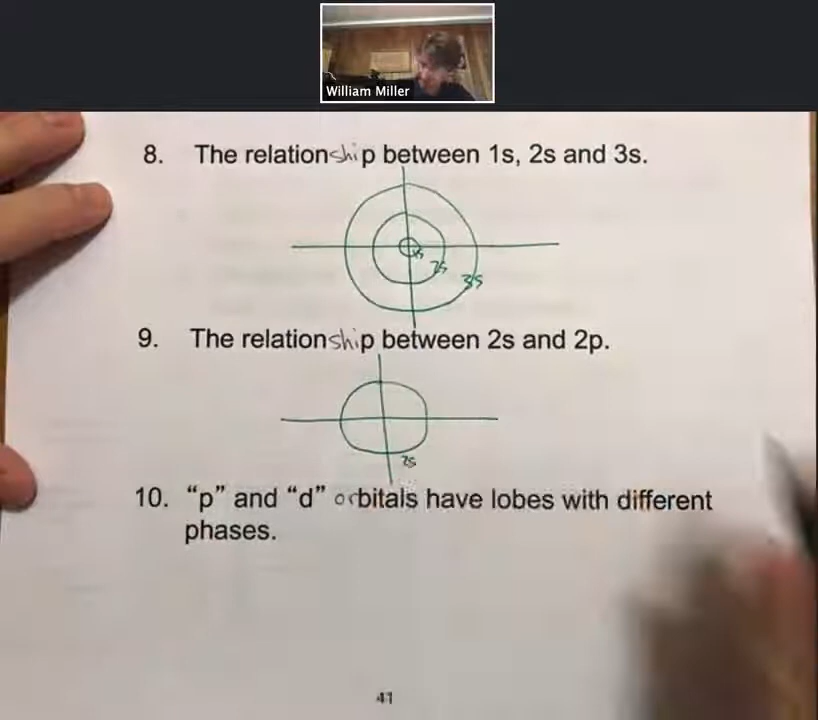 William Miller
8. The relationship between 1s, 2s and 3s.
1s
2s
3s
9. The relationship between 2s and 2p.
2s
10. “p” and “d” orbitals have lobes with different
phases.
41